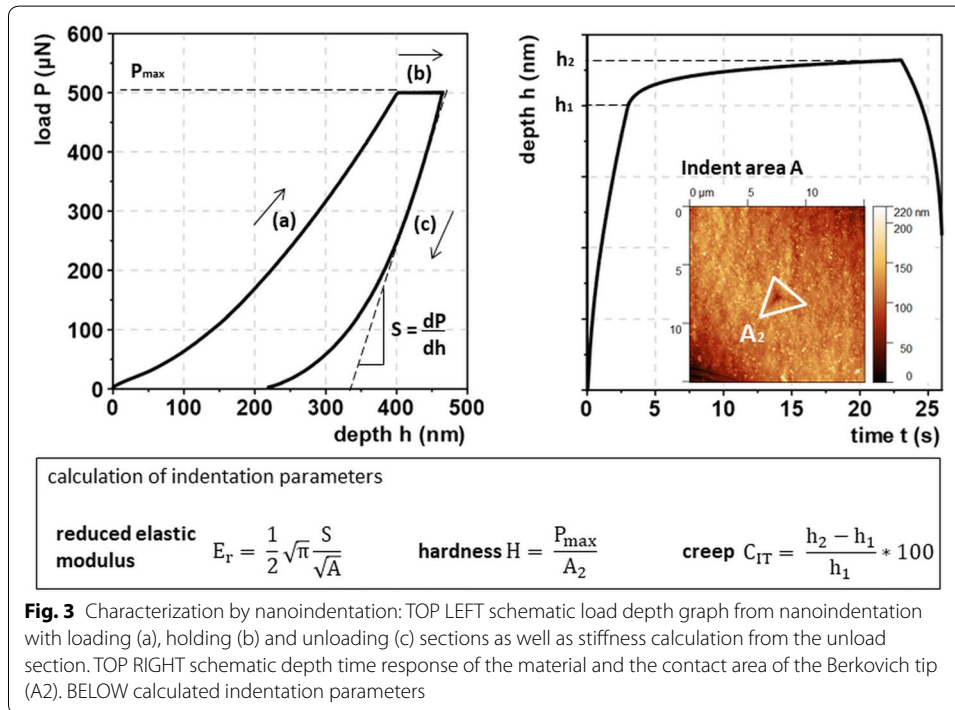 600
500
400
300
200
100
0
load P (µN)
Pmax
(a)
(b)
(c)
S = dP/dh
0 100 200 300 400 500
depth h (nm)
depth h (nm)
h2
h1
Indent area A
0 µm 10
0
5
10
A2
220 nm
200
150
100
50
0
0 5 10 15 20 25
time t (s)
calculation of indentation parameters
reduced elastic modulus Er = 1/2 √π S/√A
hardness H = Pmax/A2
creep CIT = (h2 − h1)/h1 * 100
Fig. 3 Characterization by nanoindentation: TOP LEFT schematic load depth graph from nanoindentation
with loading (a), holding (b) and unloading (c) sections as well as stiffness calculation from the unload
section. TOP RIGHT schematic depth time response of the material and the contact area of the Berkovich tip
(A2). BELOW calculated indentation parameters